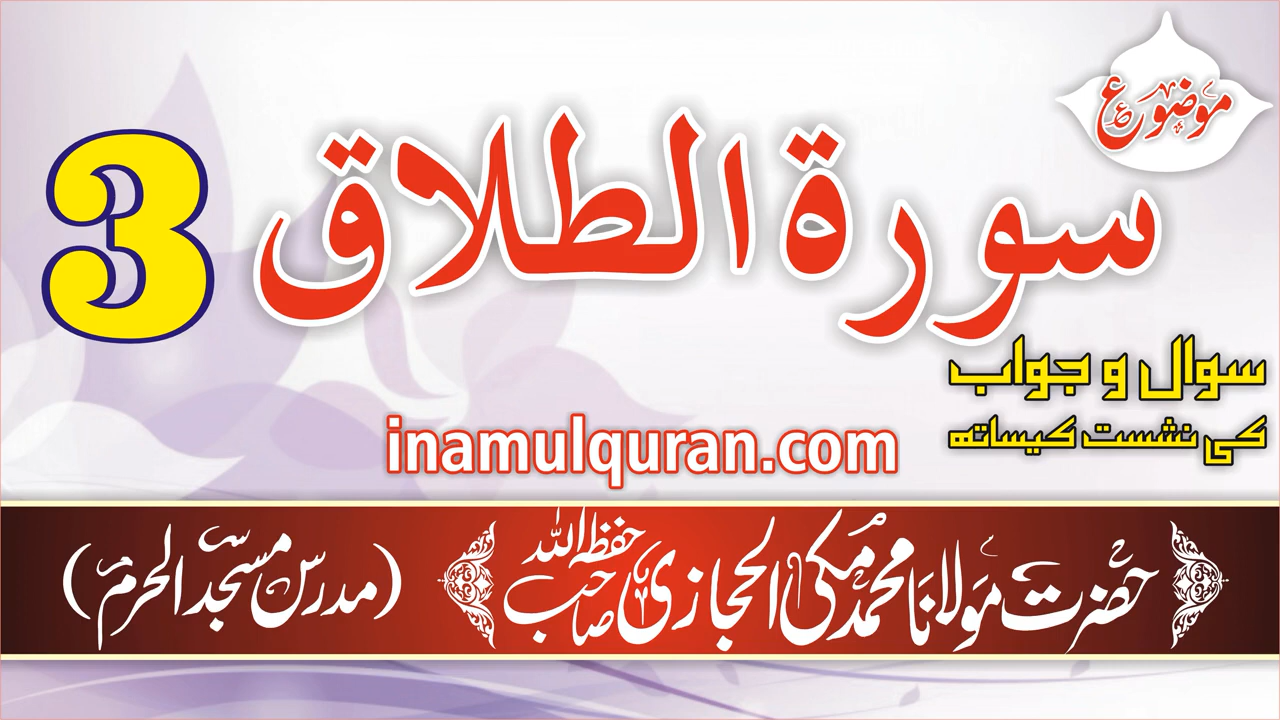 موضوع
سورۃ الطلاق 3
سوال و جواب
کی نشست کیساتھ
inamulquran.com
حضرت مولانا محمد مکی الحجازی صاحب حفظہ اللہ (مدرس مسجد الحرم)